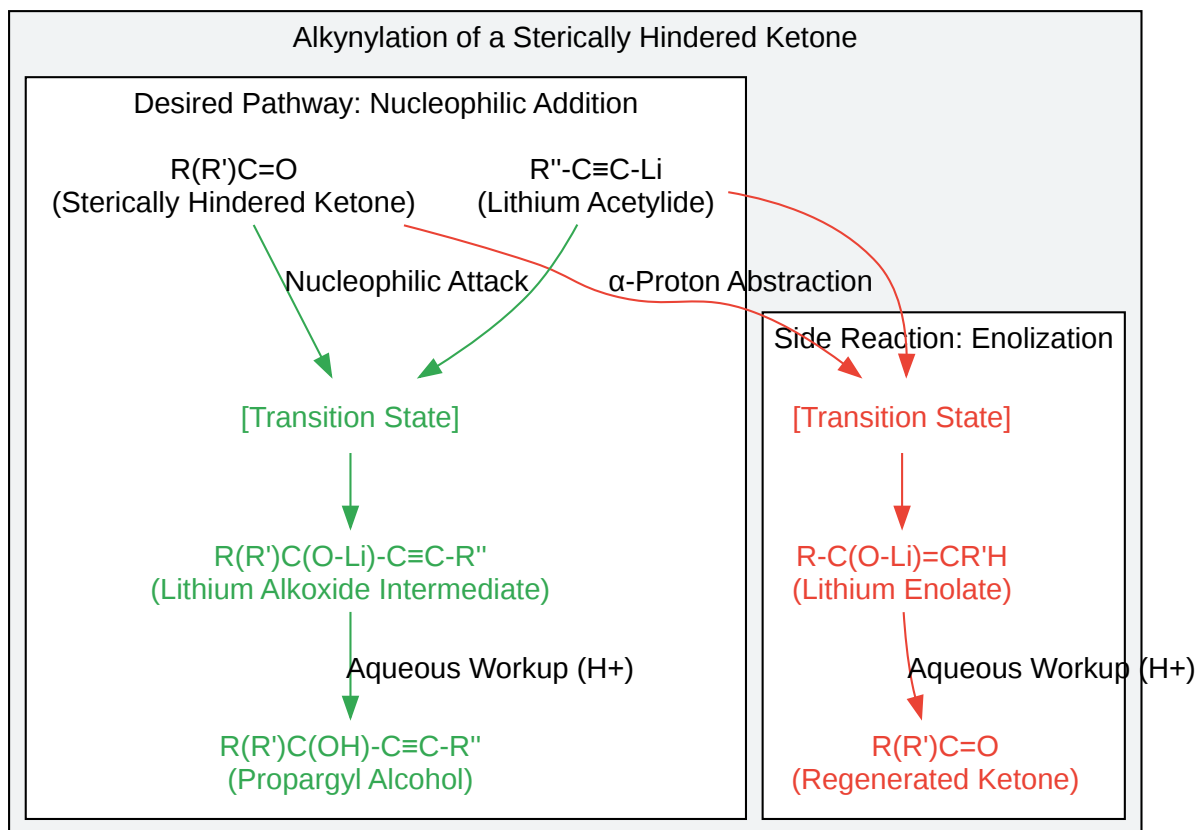 Alkynylation of a Sterically Hindered Ketone
Desired Pathway: Nucleophilic Addition
R(R')C=O
(Sterically Hindered Ketone)
R''-C≡C-Li
(Lithium Acetylide)
Nucleophilic Attack
α-Proton Abstraction
Side Reaction: Enolization
[Transition State]
[Transition State]
R(R')C(O-Li)-C≡C-R''
(Lithium Alkoxide Intermediate)
R-C(O-Li)=CR'H
(Lithium Enolate)
Aqueous Workup (H+)
Aqueous Workup (H+)
R(R')C(OH)-C≡C-R''
(Propargyl Alcohol)
R(R')C=O
(Regenerated Ketone)